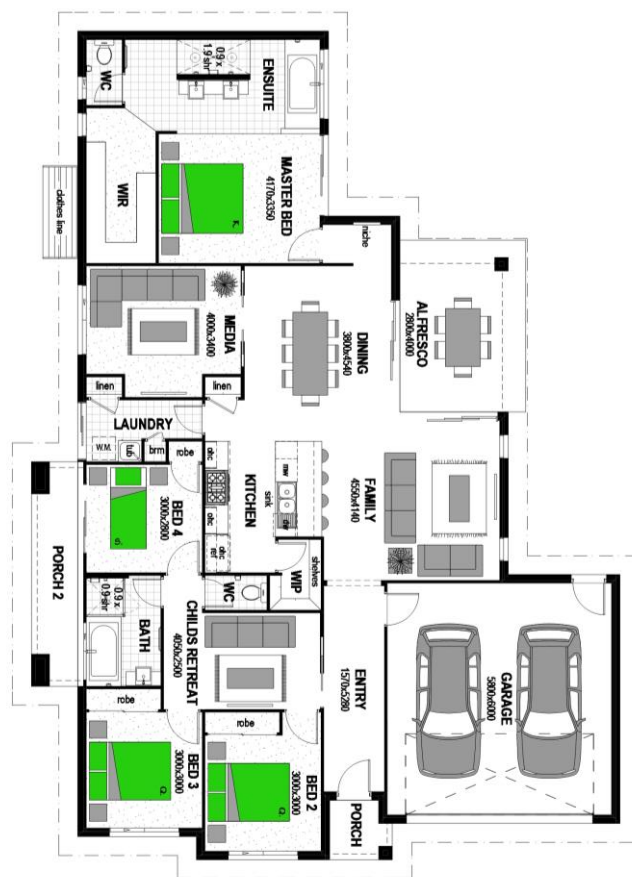 WC
0.9 x
1.9 shr
ENSUITE
WIR
MASTER BED
4170x3350
K.
clothes line
niche
MEDIA
4000x3400
DINING
3800x4540
ALFRESCO
2800x4000
linen
linen
LAUNDRY
W.M.
tub
brm
robe
ohc
mw
KITCHEN
sink
dw
ohc
ohc
ref
FAMILY
4550x4140
BED 4
3000x2800
PORCH 2
shelves
WIP
WC
0.9 x
0.9 shr
BATH
CHILDS RETREAT
4050x2500
ENTRY
1570x5280
GARAGE
5800x6000
robe
robe
BED 3
3000x3000
Q.
BED 2
3000x3000
Q.
PORCH